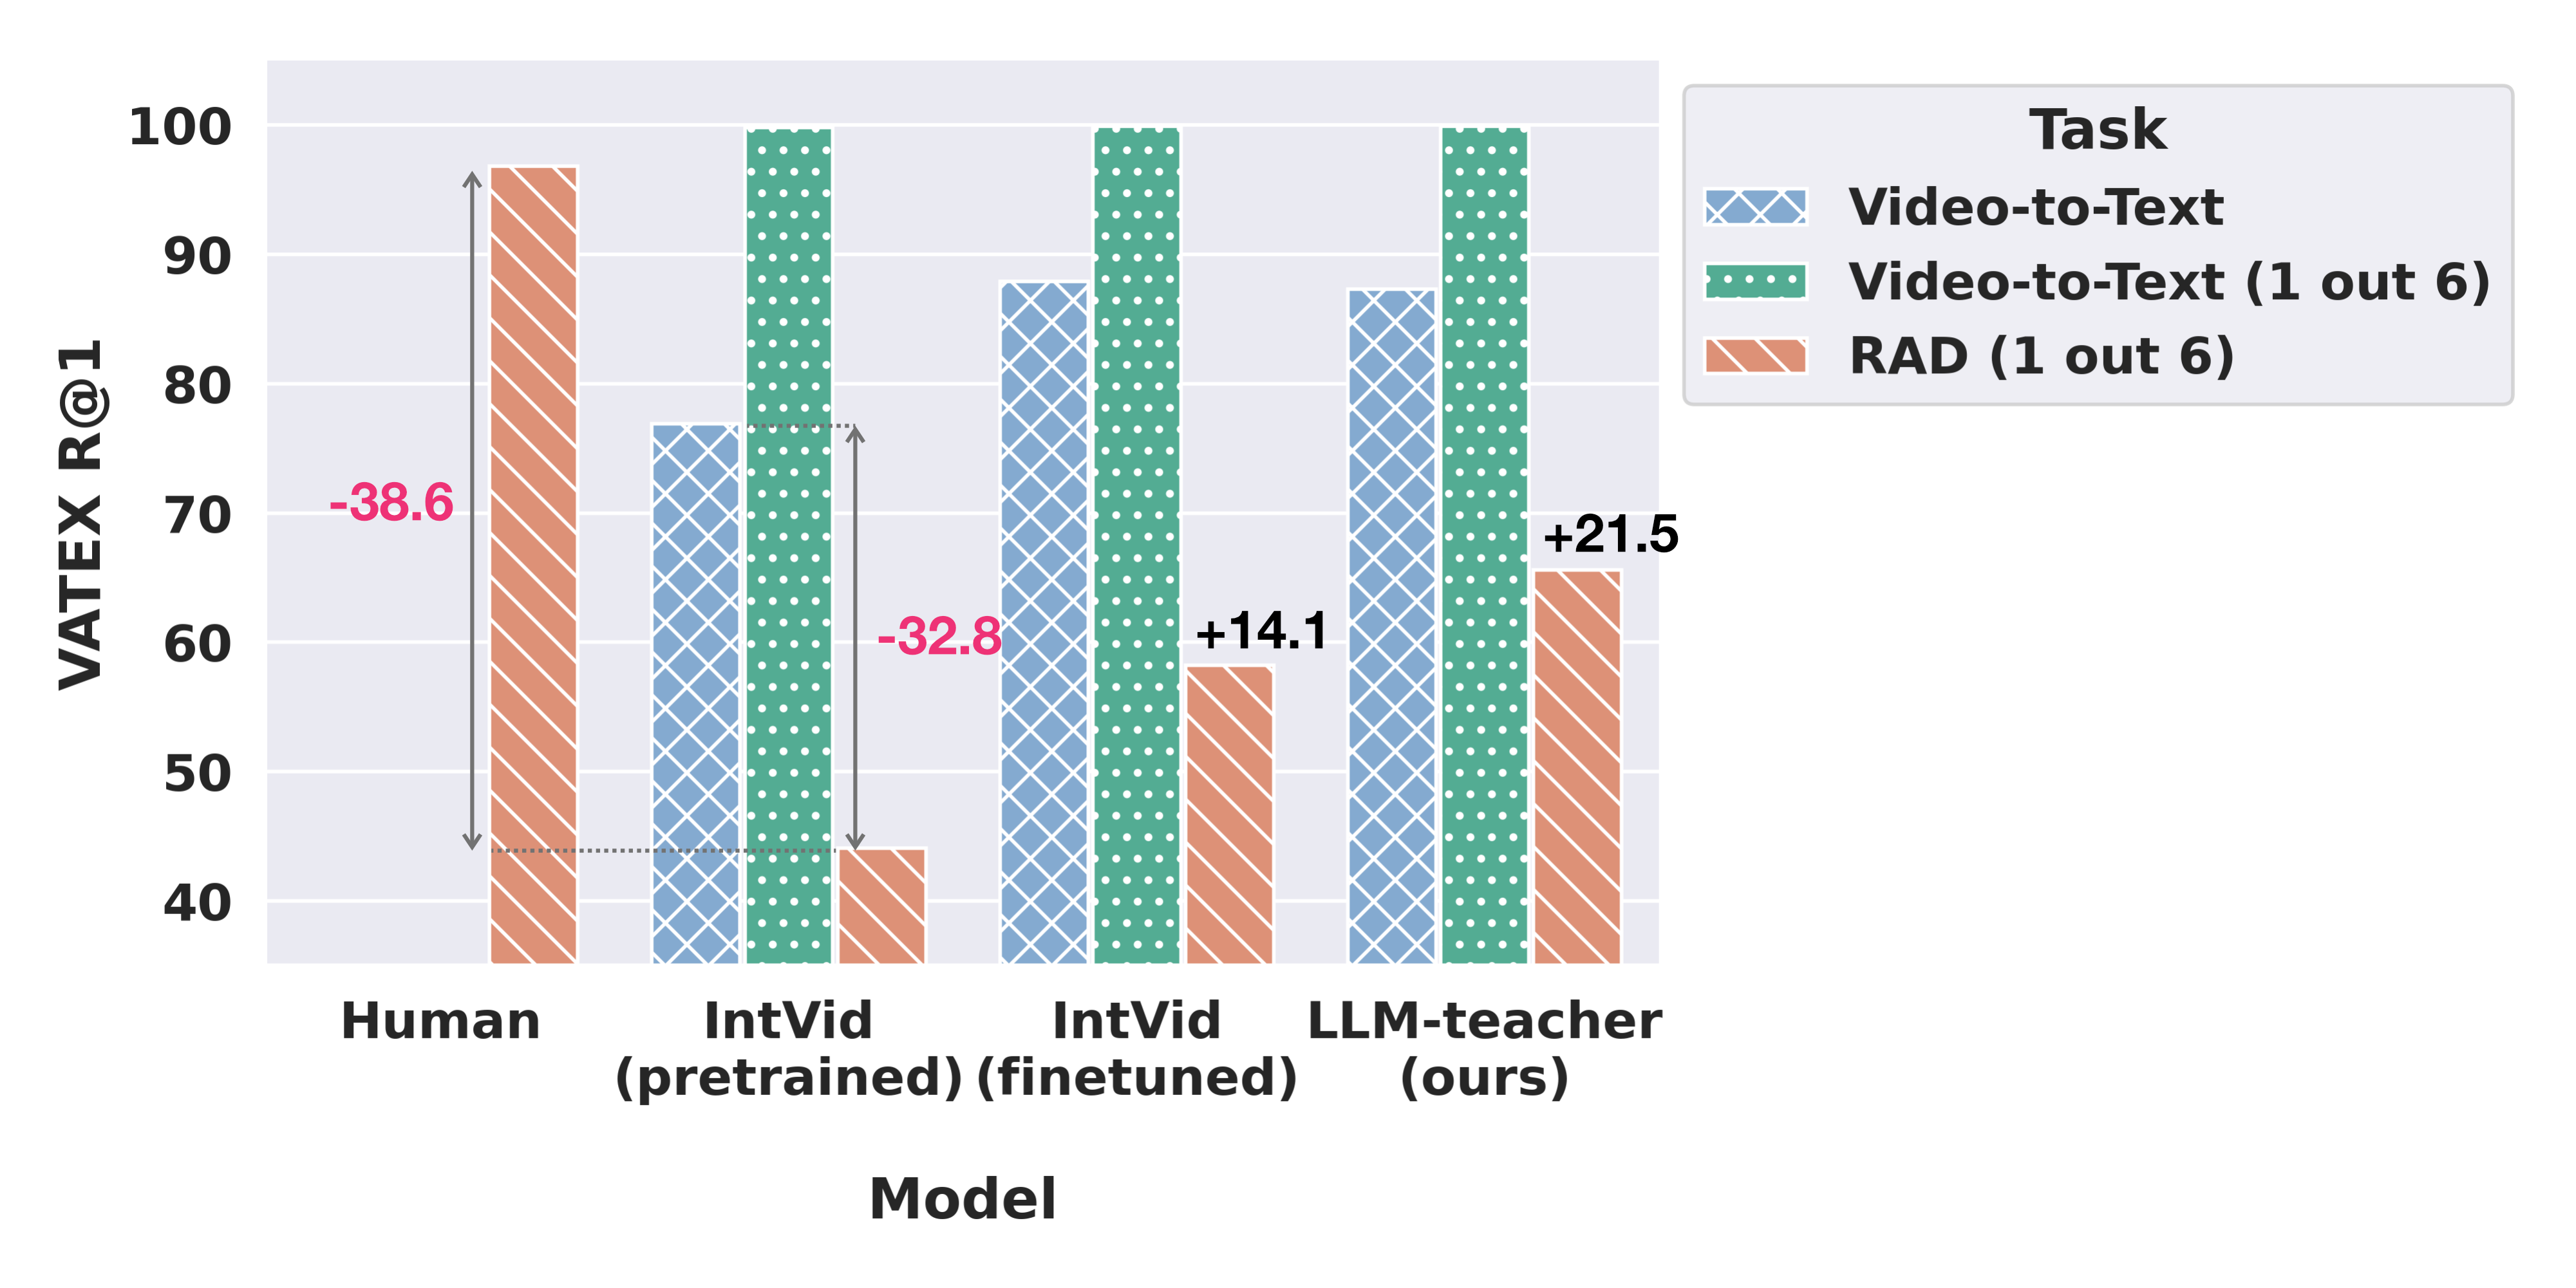 VATEX R@1
100
90
80
70
60
50
40
-38.6
-32.8
+14.1
+21.5
Human
IntVid
(pretrained)
IntVid
(finetuned)
LLM-teacher
(ours)
Model
Task
Video-to-Text
Video-to-Text (1 out 6)
RAD (1 out 6)